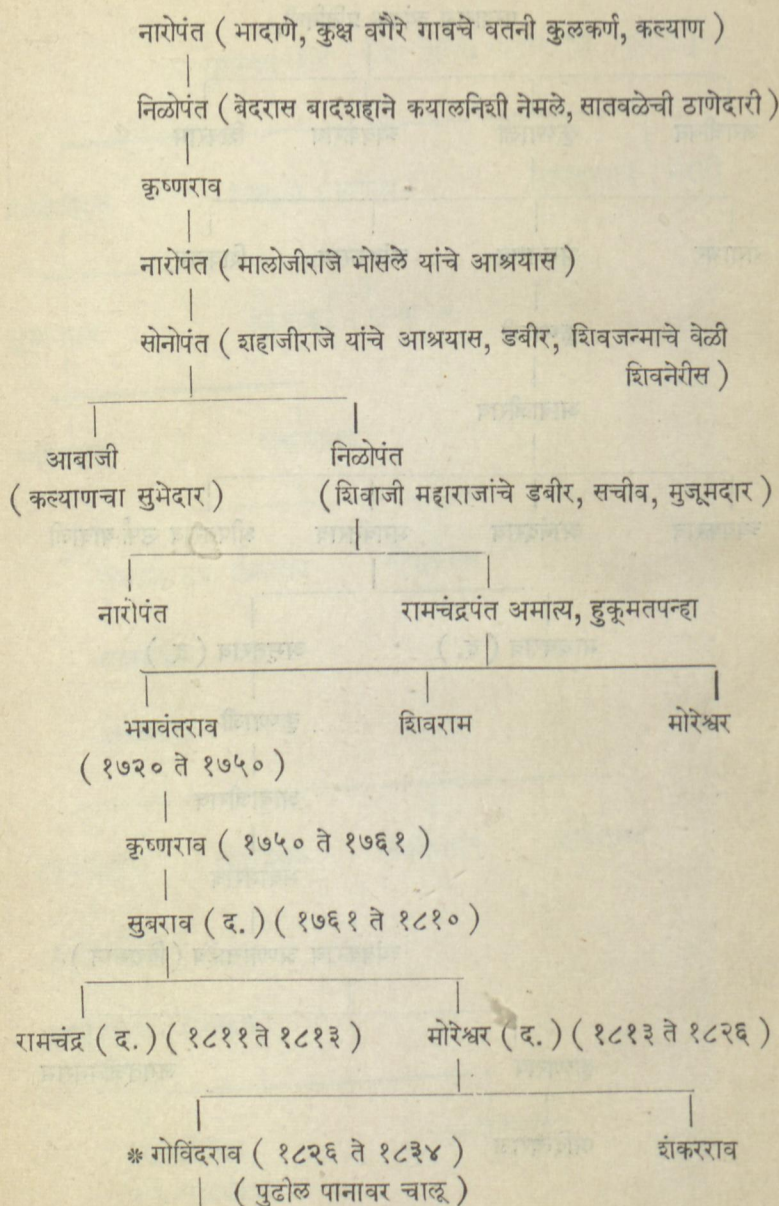 नारोपंत ( भादाणे, कुक्ष वगैरे गावचे वतनी कुलकर्ण, कल्याण )
निळोपंत ( बेदरास बादशहाने कयालनिशी नेमले, सातवळेची ठाणेदारी )
कृष्णराव
नारोपंत ( मालोजीराजे भोसले यांचे आश्रयास )
सोनोपंत ( शहाजीराजे यांचे आश्रयास, डबीर, शिवजन्माचे वेळी
शिवनेरीस )
आबाजी निळोपंत
( कल्याणचा सुभेदार ) (शिवाजी महाराजांचे डबीर, सचीव, मुजूमदार )
नारोपंत रामचंद्रपंत अमात्य, हुकूमतपन्हा
भगवंतराव शिवराम मोरेश्वर
( १७२० ते १७५० )
कृष्णराव ( १७५० ते १७६१ )
सुबराव ( द. ) ( १७६१ ते १८१० )
रामचंद्र ( द. ) ( १८११ ते १८१३ ) मोरेश्वर ( द. ) ( १८१३ ते १८२६ )
* गोविंदराव ( १८२६ ते १८३४ ) शंकरराव
( पुढील पानावर चालू )